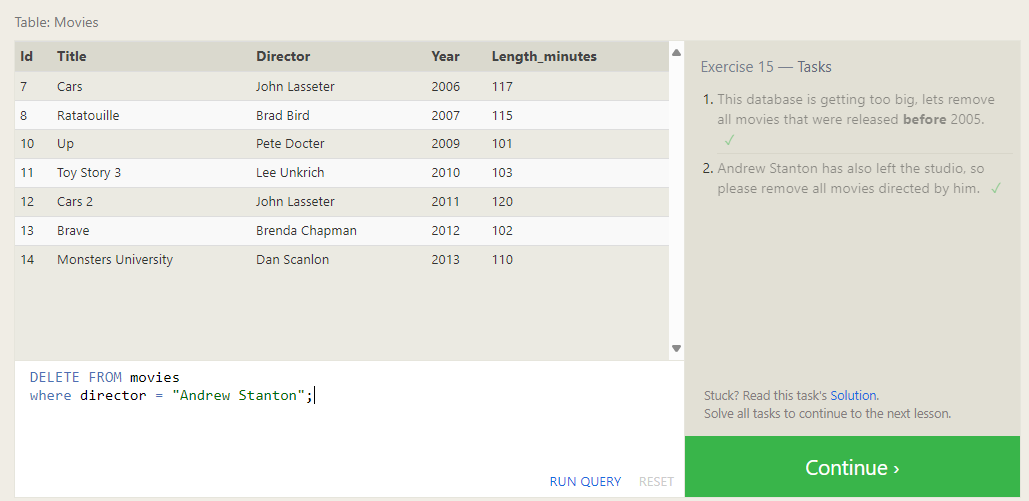 Table: Movies
Id Title Director Year Length_minutes
7 Cars John Lasseter 2006 117
8 Ratatouille Brad Bird 2007 115
10 Up Pete Docter 2009 101
11 Toy Story 3 Lee Unkrich 2010 103
12 Cars 2 John Lasseter 2011 120
13 Brave Brenda Chapman 2012 102
14 Monsters University Dan Scanlon 2013 110
DELETE FROM movies
where director = "Andrew Stanton";
RUN QUERY RESET
Exercise 15 — Tasks
1. This database is getting too big, lets remove
all movies that were released before 2005.
✓
2. Andrew Stanton has also left the studio, so
please remove all movies directed by him. ✓
Stuck? Read this task's Solution.
Solve all tasks to continue to the next lesson.
Continue ›